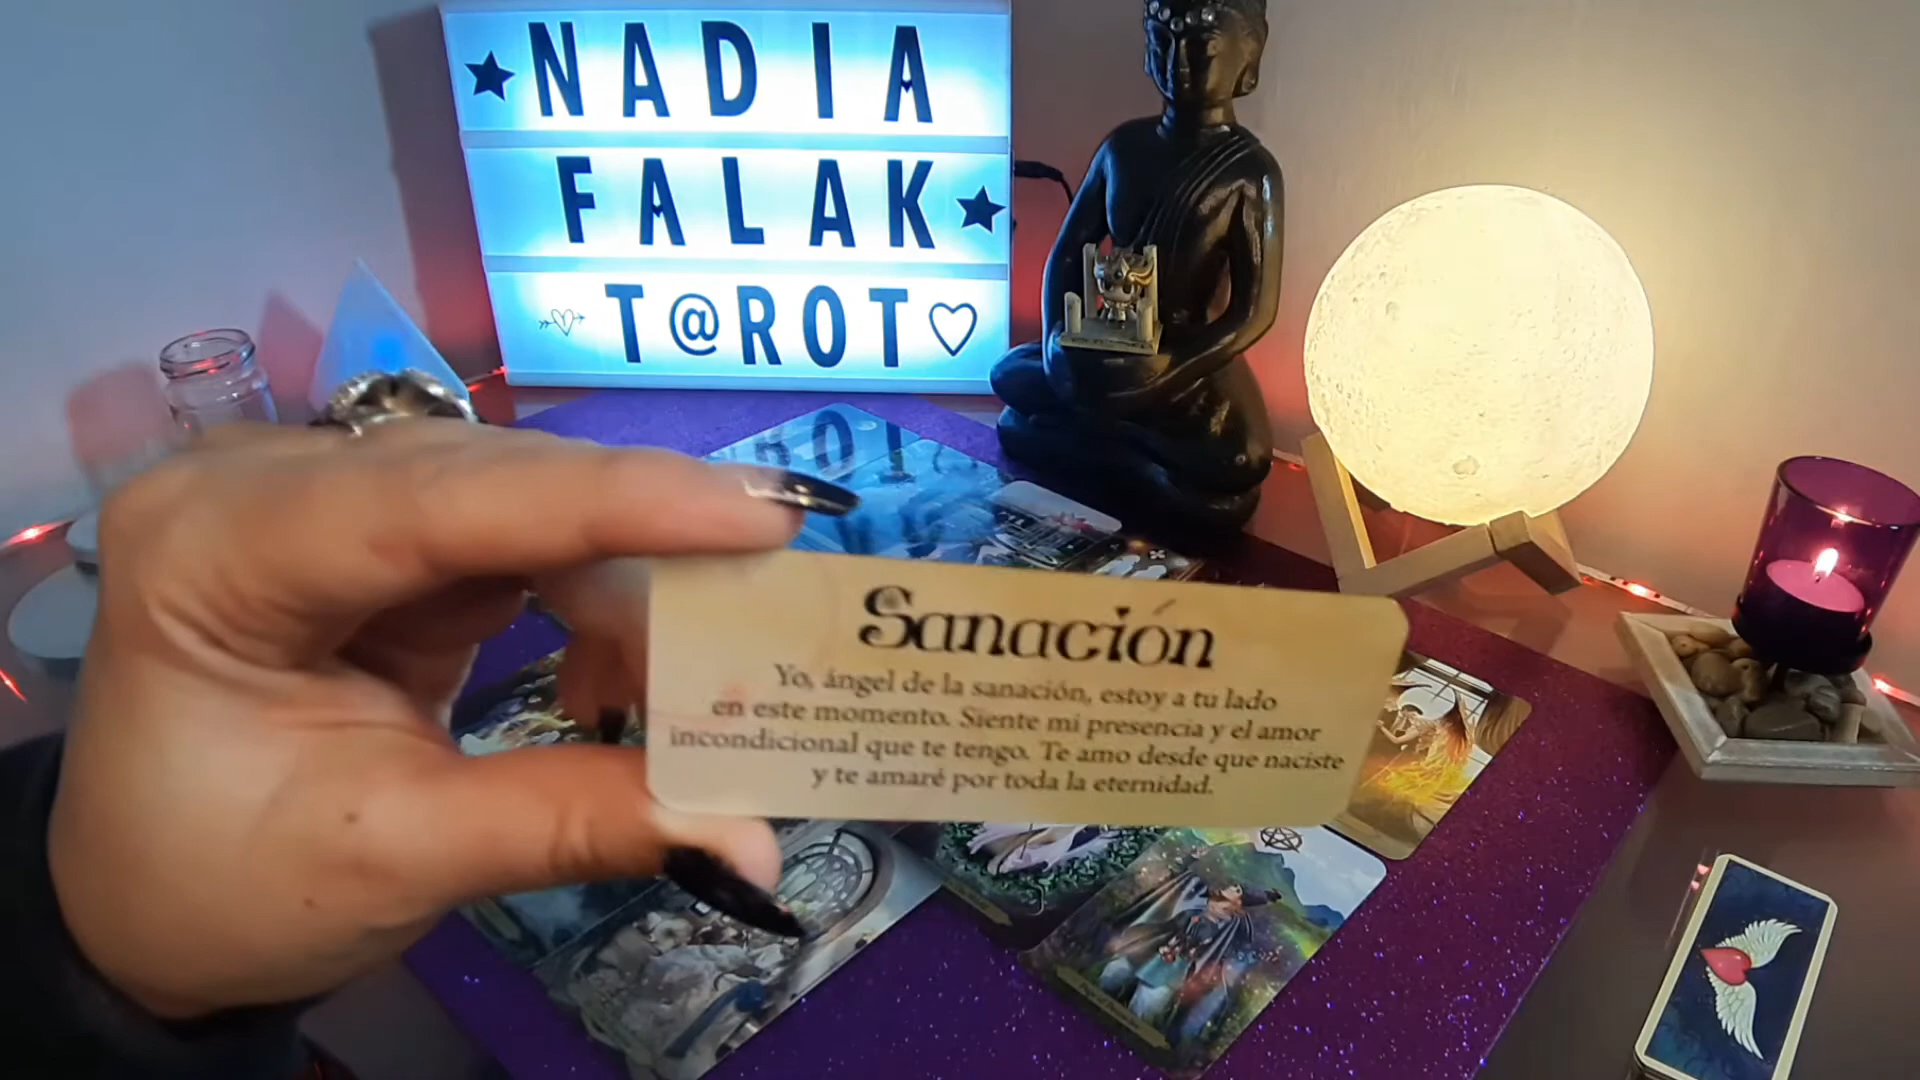 NADIA
FALAK
T@ROT
Sanación
Yo, ángel de la sanación, estoy a tu lado
en este momento. Siente mi presencia y el amor
incondicional que te tengo. Te amo desde que naciste
y te amaré por toda la eternidad.